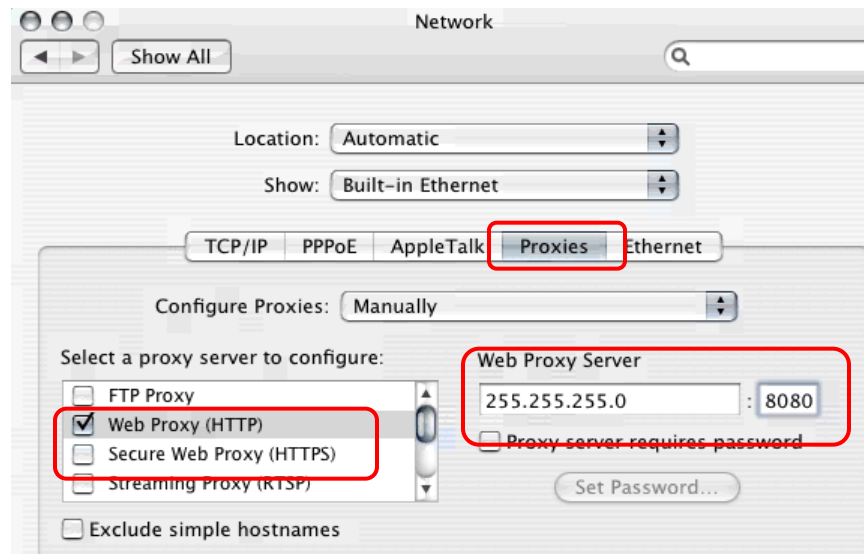 Network
Show All
Location: Automatic
Show: Built-in Ethernet
TCP/IP PPPoE AppleTalk Proxies Ethernet
Configure Proxies: Manually
Select a proxy server to configure:
FTP Proxy
Web Proxy (HTTP)
Secure Web Proxy (HTTPS)
Streaming Proxy (RTSP)
Exclude simple hostnames
Web Proxy Server
255.255.255.0 : 8080
Proxy server requires password
Set Password...